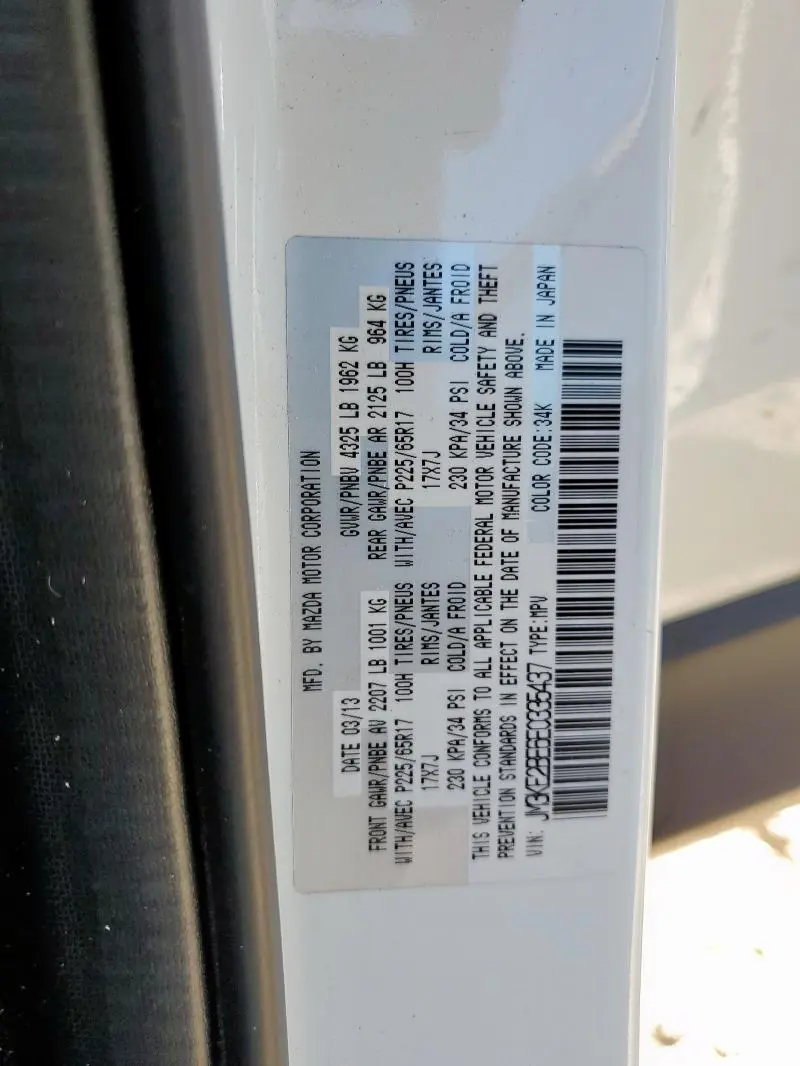 MFD. BY MAZDA MOTOR CORPORATION
DATE 03/13 GVWR/PNBV 4325 LB 1962 KG
FRONT GAWR/PNBE AV 2207 LB 1001 KG REAR GAWR/PNBE AR 2125 LB 964 KG
WITH/AVEC P225/65R17 100H TIRES/PNEUS WITH/AVEC P225/65R17 100H TIRES/PNEUS
17X7J RIMS/JANTES 17X7J RIMS/JANTES
230 KPA/34 PSI COLD/A FROID 230 KPA/34 PSI COLD/A FROID
THIS VEHICLE CONFORMS TO ALL APPLICABLE FEDERAL MOTOR VEHICLE SAFETY AND THEFT
PREVENTION STANDARDS IN EFFECT ON THE DATE OF MANUFACTURE SHOWN ABOVE.
VIN: JM3KE2BE6E0335437 TYPE:MPV COLOR CODE:34K MADE IN JAPAN